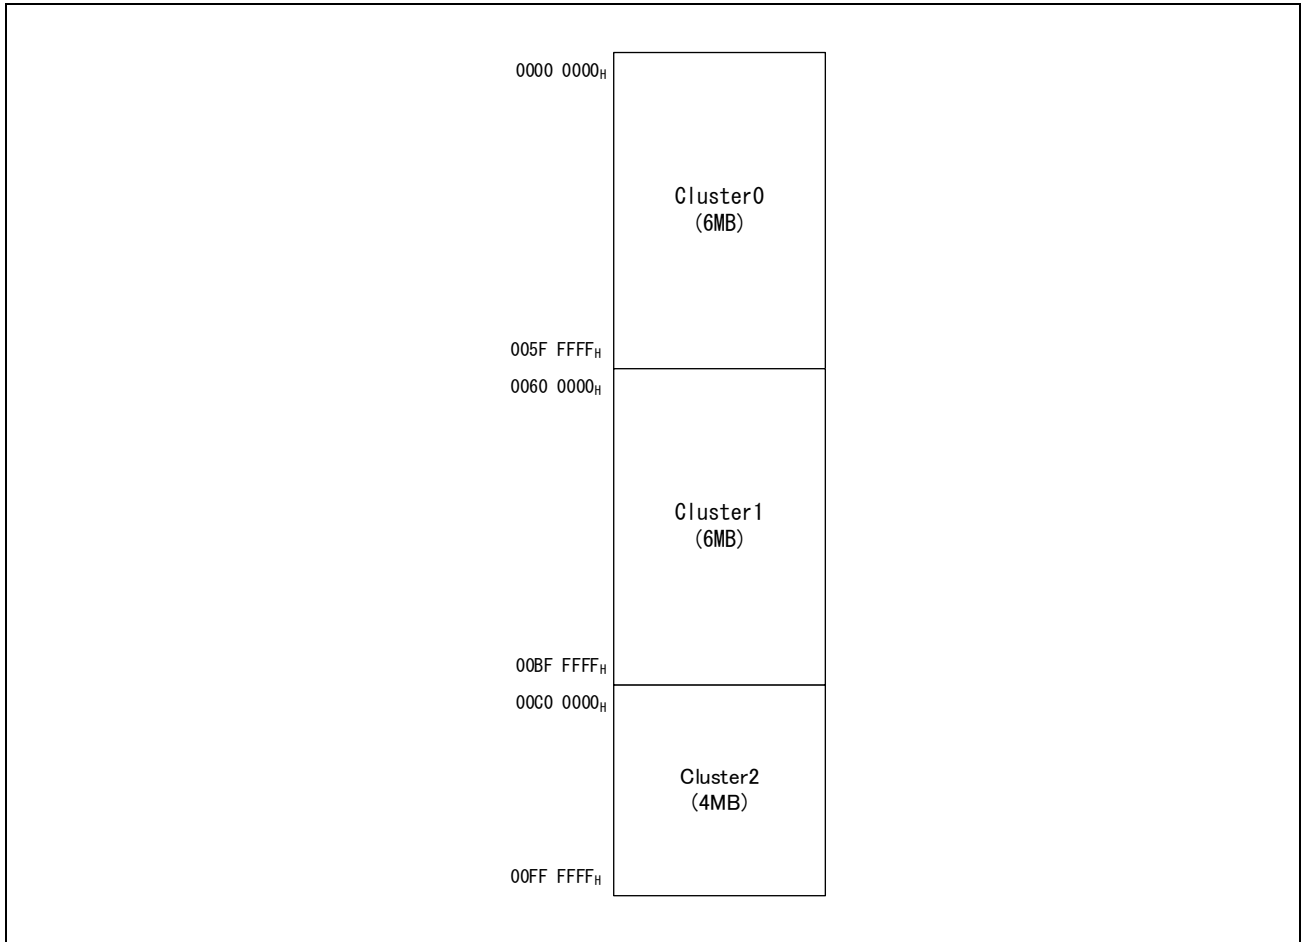 0000 0000H
Cluster0
(6MB)
005F FFFFH
0060 0000H
Cluster1
(6MB)
00BF FFFFH
00C0 0000H
Cluster2
(4MB)
00FF FFFFH